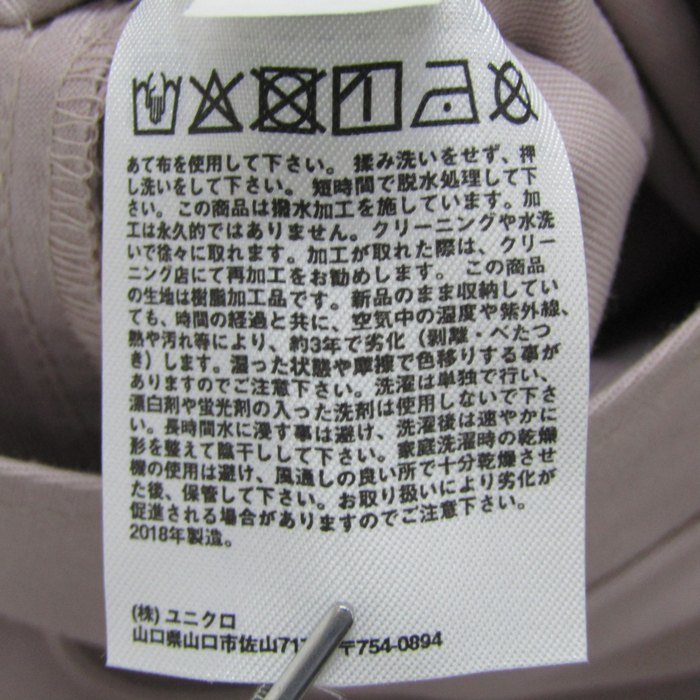 あて布を使用して下さい。 揉み洗いをせず、押
し洗いをして下さい。 短時間で脱水処理して下
さい。この商品は撥水加工を施しています。加
工は永久的ではありません。クリーニングや水洗
いで徐々に取れます。加工が取れた際は、クリー
ニング店にて再加工をお勧めします。 この商品
の生地は樹脂加工品です。新品のまま収納してい
ても、時間の経過と共に、空気中の湿度や紫外線、
熱や汚れ等により、約3年で劣化（剥離・べたつ
き）します。湿った状態や摩擦で色移りする事が
ありますのでご注意下さい。洗濯は単独で行い、
漂白剤や蛍光剤の入った洗剤は使用しないで下さ
い。長時間水に浸す事は避け、洗濯後は速やかに
形を整えて陰干しして下さい。家庭洗濯時の乾燥
機の使用は避け、風通しの良い所で十分乾燥させ
た後、保管して下さい。お取り扱いにより劣化が
促進される場合がありますのでご注意下さい。
2018年製造。
(株) ユニクロ
山口県山口市佐山717 〒754-0894